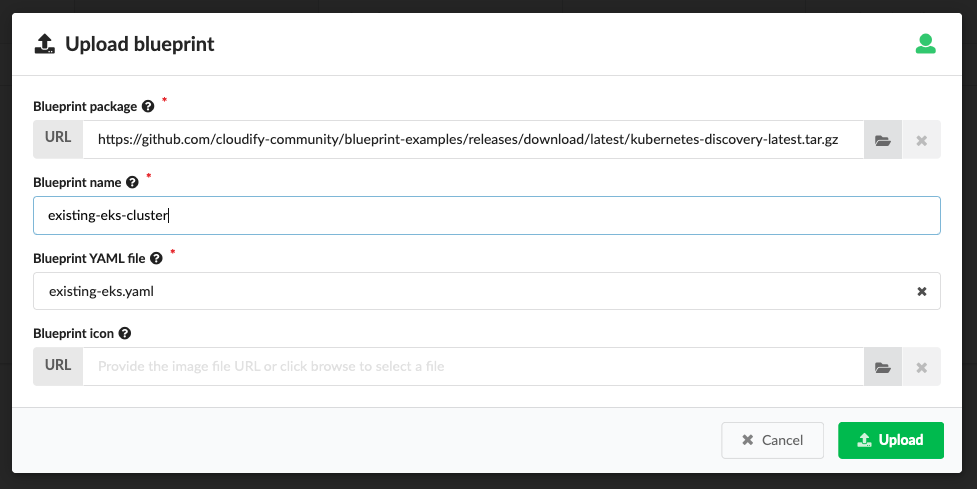 Upload blueprint
Blueprint package *
URL https://github.com/cloudify-community/blueprint-examples/releases/download/latest/kubernetes-discovery-latest.tar.gz
Blueprint name *
existing-eks-cluster
Blueprint YAML file *
existing-eks.yaml
Blueprint icon
URL Provide the image file URL or click browse to select a file
Cancel Upload